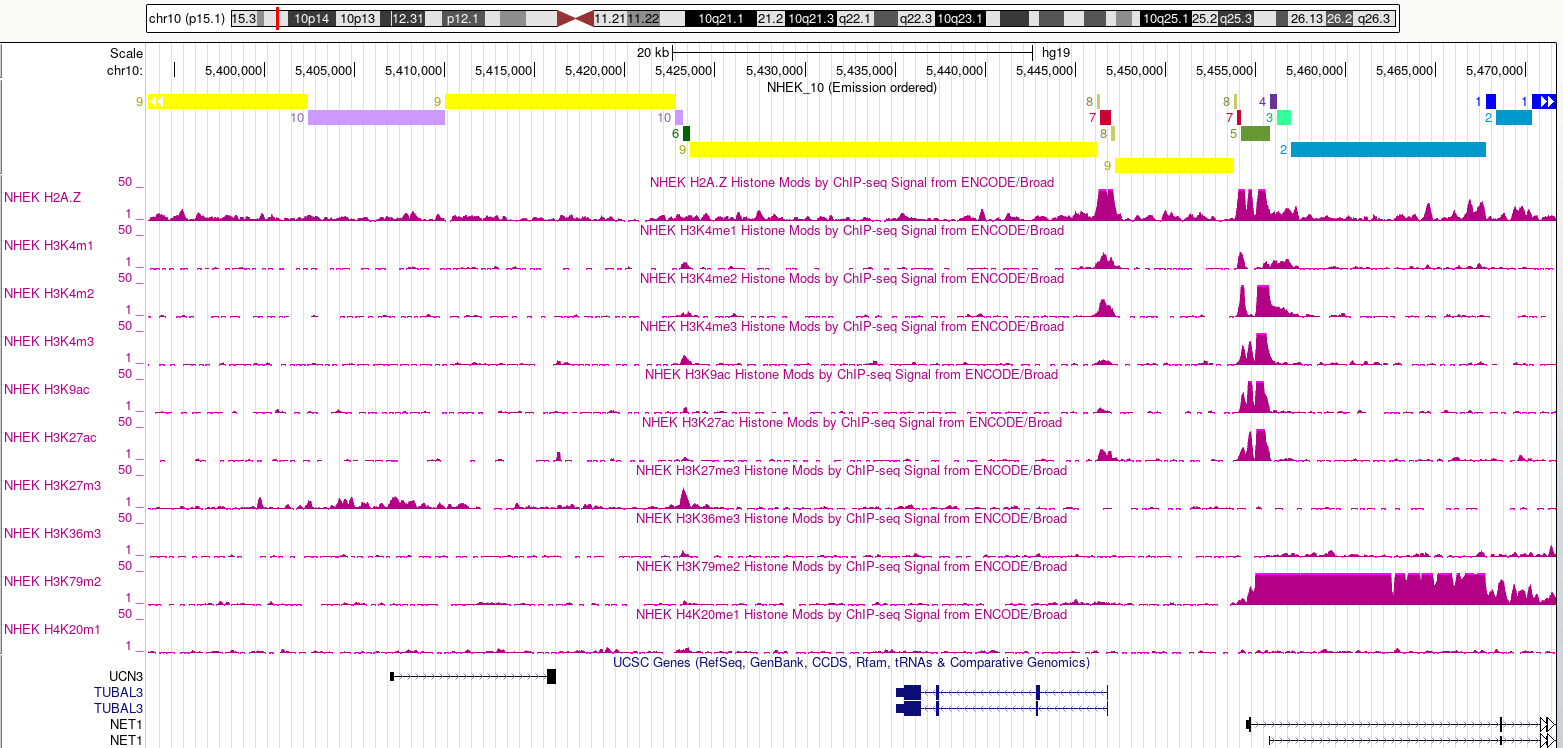 chr10 (p15.1) 15.3 10p14 10p13 12.31 p12.1 11.21 11.22 10q21.1 21.2 10q21.3 q22.1 q22.3 10q23.1 10q25.1 25.2 q25.3 26.13 26.2 q26.3
Scale 20 kb hg19
chr10: 5,400,000 5,405,000 5,410,000 5,415,000 5,420,000 5,425,000 5,430,000 5,435,000 5,440,000 5,445,000 5,450,000 5,455,000 5,460,000 5,465,000 5,470,000
NHEK_10 (Emission ordered)
9 9 8 8 4 1 1
10 10 7 7 3 2
6 8 5
9 2
9
50 NHEK H2A.Z Histone Mods by ChIP-seq Signal from ENCODE/Broad
NHEK H2A.Z
1
50 NHEK H3K4me1 Histone Mods by ChIP-seq Signal from ENCODE/Broad
NHEK H3K4m1
1
50 NHEK H3K4me2 Histone Mods by ChIP-seq Signal from ENCODE/Broad
NHEK H3K4m2
1
50 NHEK H3K4me3 Histone Mods by ChIP-seq Signal from ENCODE/Broad
NHEK H3K4m3
1
50 NHEK H3K9ac Histone Mods by ChIP-seq Signal from ENCODE/Broad
NHEK H3K9ac
1
50 NHEK H3K27ac Histone Mods by ChIP-seq Signal from ENCODE/Broad
NHEK H3K27ac
1
50 NHEK H3K27me3 Histone Mods by ChIP-seq Signal from ENCODE/Broad
NHEK H3K27m3
1
50 NHEK H3K36me3 Histone Mods by ChIP-seq Signal from ENCODE/Broad
NHEK H3K36m3
1
50 NHEK H3K79me2 Histone Mods by ChIP-seq Signal from ENCODE/Broad
NHEK H3K79m2
1
50 NHEK H4K20me1 Histone Mods by ChIP-seq Signal from ENCODE/Broad
NHEK H4K20m1
1
UCSC Genes (RefSeq, GenBank, CCDS, Rfam, tRNAs & Comparative Genomics)
UCN3
TUBAL3
TUBAL3
NET1
NET1